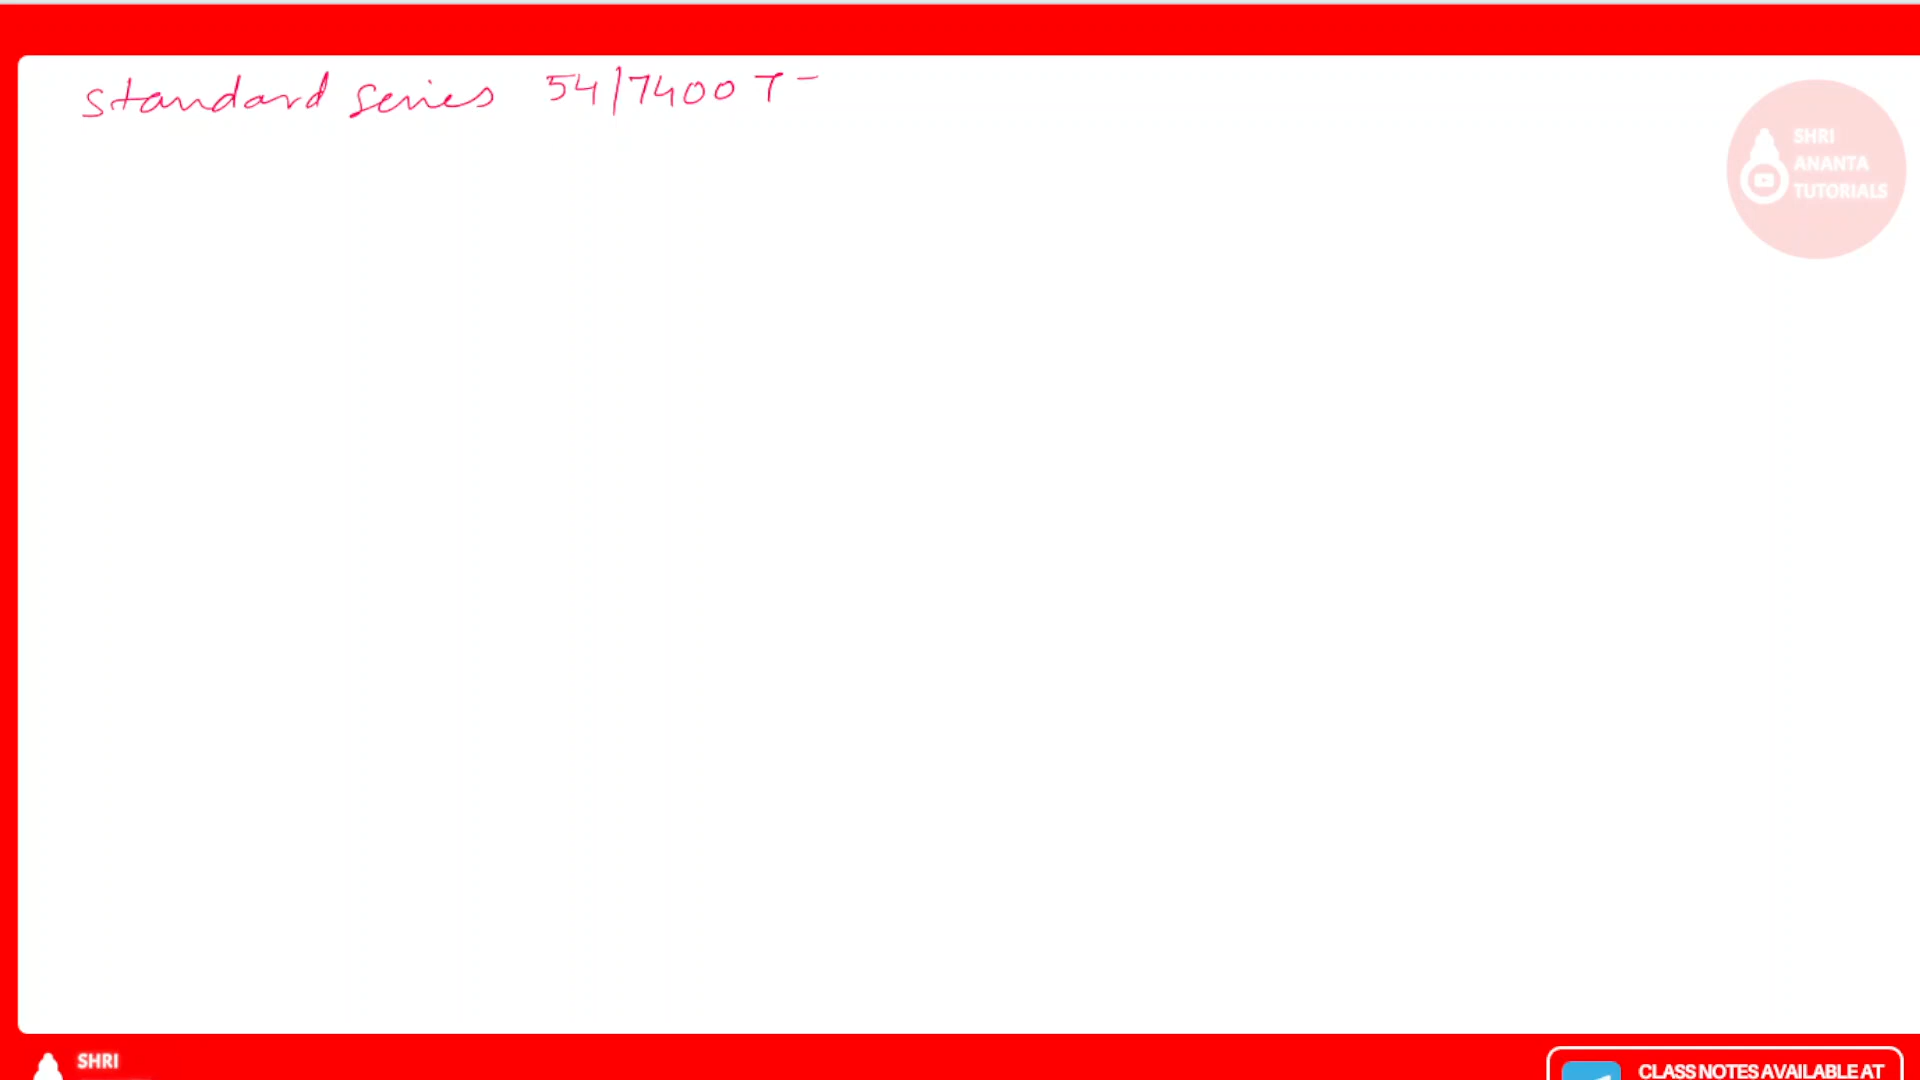 standard series 54/7400 T
SHRI
ANANTA
TUTORIALS
SHRI
CLASS NOTES AVAILABLE AT